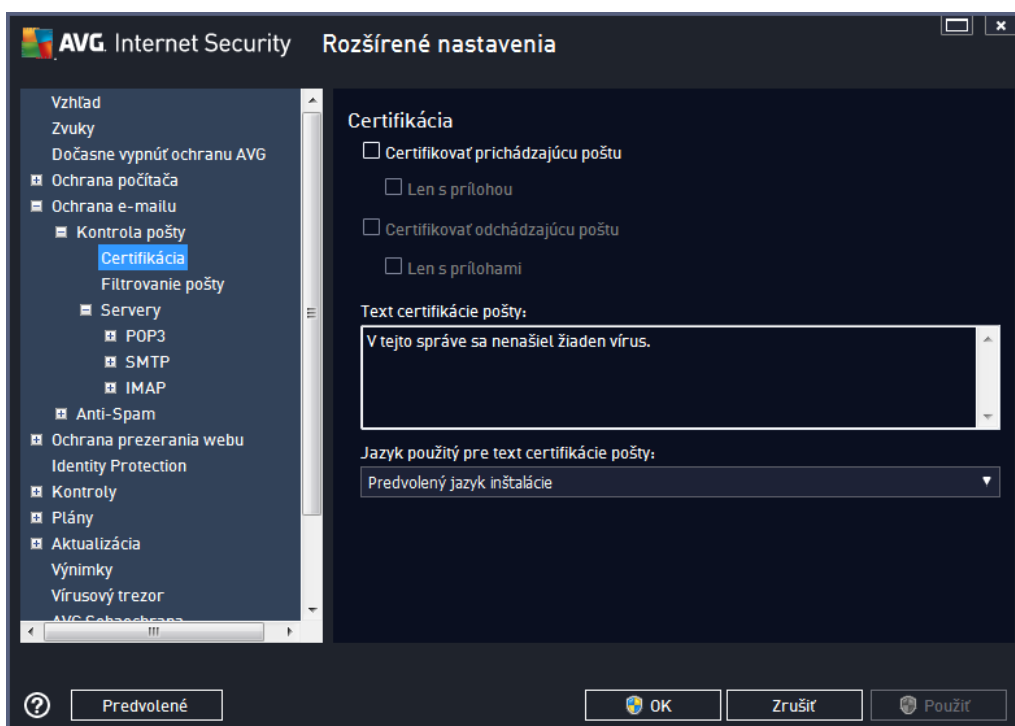 AVG. Internet Security Rozšírené nastavenia
Vzhľad
Zvuky
Dočasne vypnúť ochranu AVG
Ochrana počítača
Ochrana e-mailu
Kontrola pošty
Certifikácia
Filtrovanie pošty
Servery
POP3
SMTP
IMAP
Anti-Spam
Ochrana prezerania webu
Identity Protection
Kontroly
Plány
Aktualizácia
Výnimky
Vírusový trezor
AVG Sebaochrana
Certifikácia
Certifikovať prichádzajúcu poštu
Len s prílohou
Certifikovať odchádzajúcu poštu
Len s prílohami
Text certifikácie pošty:
V tejto správe sa nenašiel žiaden vírus.
Jazyk použitý pre text certifikácie pošty:
Predvolený jazyk inštalácie
Predvolené
OK
Zrušiť
Použiť